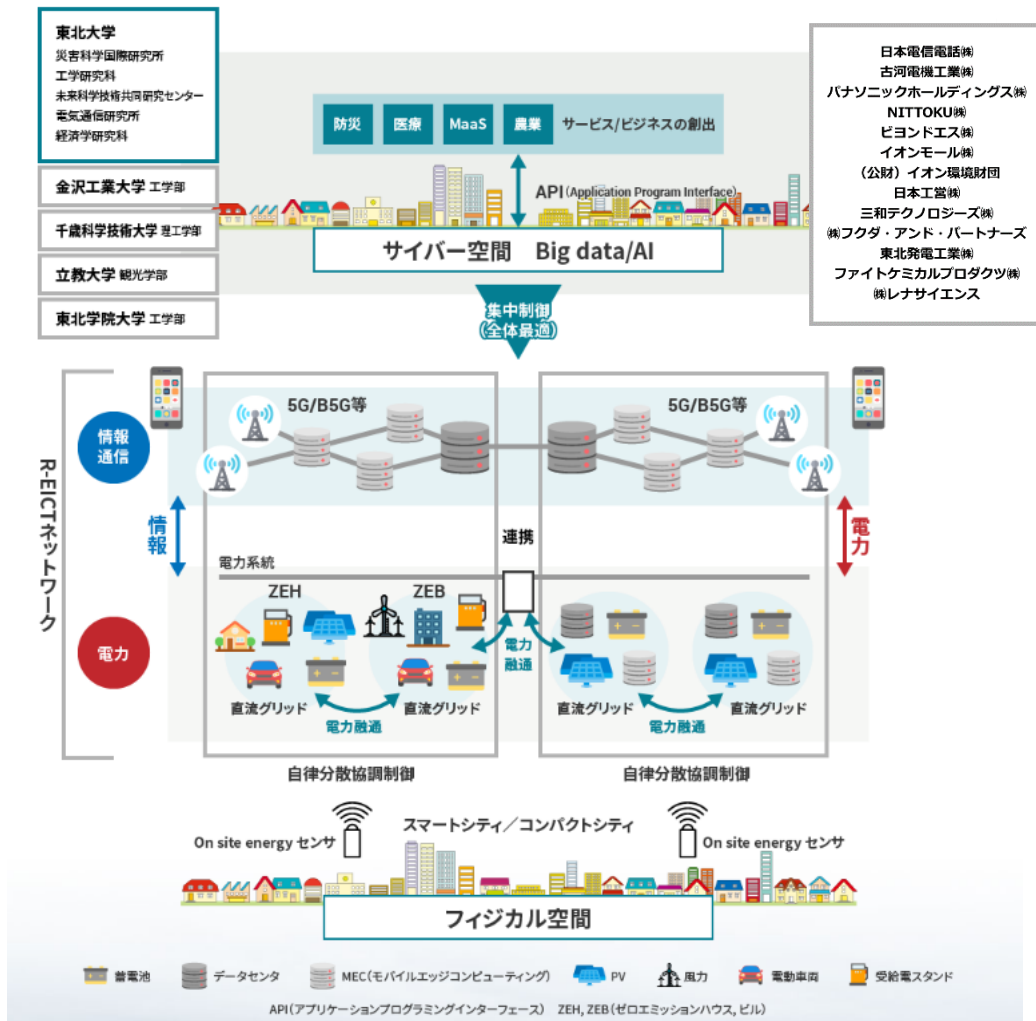 東北大学
災害科学国際研究所
工学研究科
未来科学技術共同研究センター
電気通信研究所
経済学研究科
金沢工業大学 工学部
千歳科学技術大学 理工学部
立教大学 観光学部
東北学院大学 工学部
防災
医療
MaaS
農業
サービス/ビジネスの創出
API(Application Program Interface)
サイバー空間 Big data/AI
集中制御
(全体最適)
日本電信電話㈱
古河電機工業㈱
パナソニックホールディングス㈱
NITTOKU㈱
ビヨンドエス㈱
イオンモール㈱
(公財)イオン環境財団
日本工営㈱
三和テクノロジーズ㈱
㈱フクダ・アンド・パートナーズ
東北発電工業㈱
ファイトケミカルプロダクツ㈱
㈱レナサイエンス
R-EICTネットワーク
情報
通信
5G/B5G等
5G/B5G等
情報
電力
連携
電力系統
ZEH
ZEB
電力
電力
融通
直流グリッド
電力融通
直流グリッド
直流グリッド
電力融通
直流グリッド
自律分散協調制御
自律分散協調制御
スマートシティ/コンパクトシティ
On site energy センサ
On site energy センサ
フィジカル空間
蓄電池
データセンタ
MEC(モバイルエッジコンピューティング)
PV
風力
電動車両
受給電スタンド
API(アプリケーションプログラミングインターフェース) ZEH, ZEB(ゼロエミッションハウス, ビル)